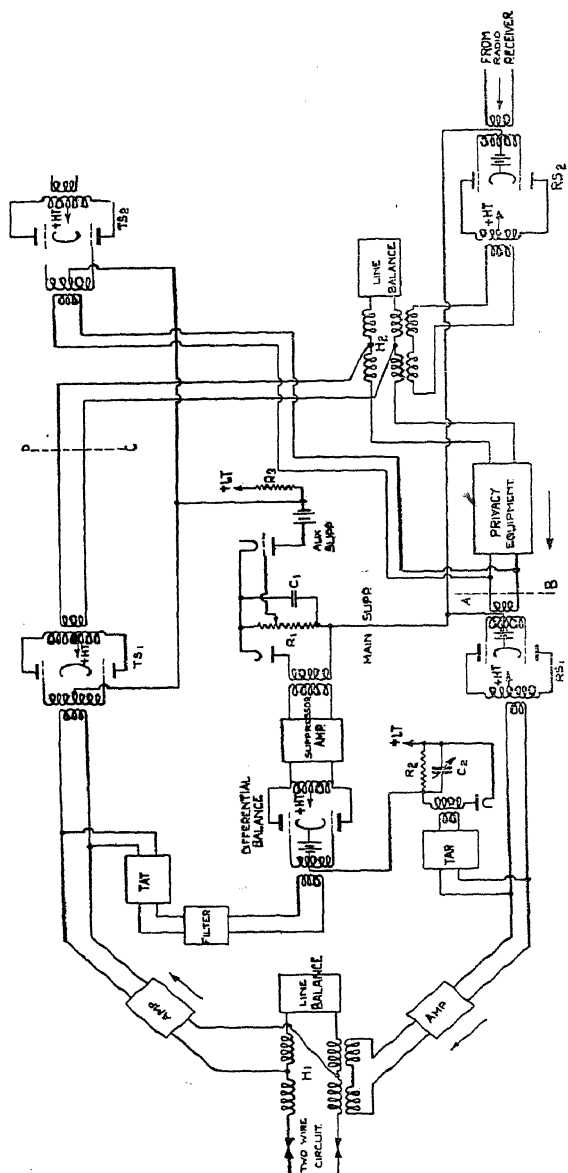 FROM
RADIO
RECEIVER
+HT
RS2
+HT
TS2
LINE
BALANCE
H2
D
C
PRIVACY
EQUIPMENT
A
B
+LT
R3
AUX
SUPP
C1
R1
MAIN SUPR
+HT
TS1
+HT
RS1
SUPPRESSOR
AMP.
DIFFERENTIAL
BALANCE
+HT
+LT
R2
C2
TAR
TAT
FILTER
AMP
AMP
LINE
BALANCE
H1
TWO WIRE
CIRCUIT.